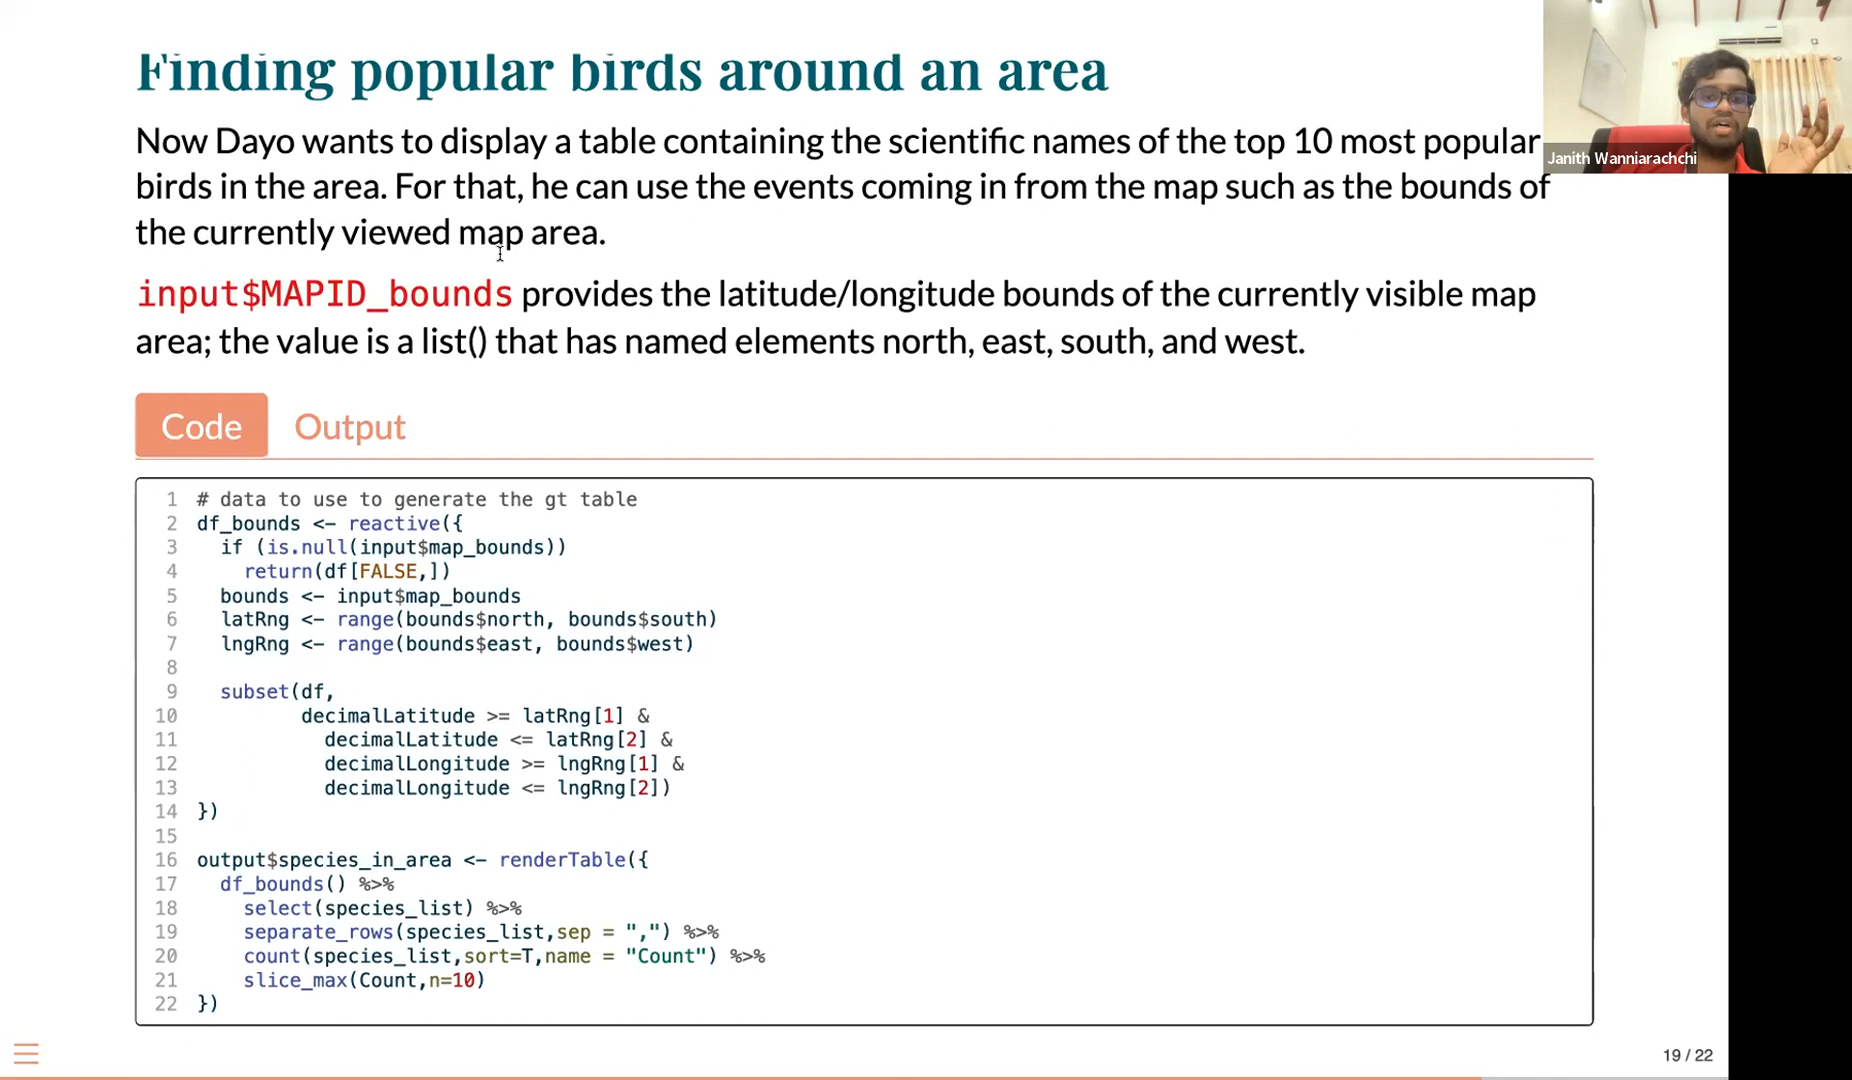 Finding popular birds around an area
Now Dayo wants to display a table containing the scientific names of the top 10 most popular
birds in the area. For that, he can use the events coming in from the map such as the bounds of
the currently viewed map area.
input$MAPID_bounds provides the latitude/longitude bounds of the currently visible map
area; the value is a list() that has named elements north, east, south, and west.
Janith Wanniarachchi
Code Output
1 # data to use to generate the gt table
2 df_bounds <- reactive({
3   if (is.null(input$map_bounds))
4     return(df[FALSE,])
5   bounds <- input$map_bounds
6   latRng <- range(bounds$north, bounds$south)
7   lngRng <- range(bounds$east, bounds$west)
8
9   subset(df,
10          decimalLatitude >= latRng[1] &
11            decimalLatitude <= latRng[2] &
12            decimalLongitude >= lngRng[1] &
13            decimalLongitude <= lngRng[2])
14 })
15
16 output$species_in_area <- renderTable({
17   df_bounds() %>%
18     select(species_list) %>%
19     separate_rows(species_list,sep = ",") %>%
20     count(species_list,sort=T,name = "Count") %>%
21     slice_max(Count,n=10)
22 })
19 / 22